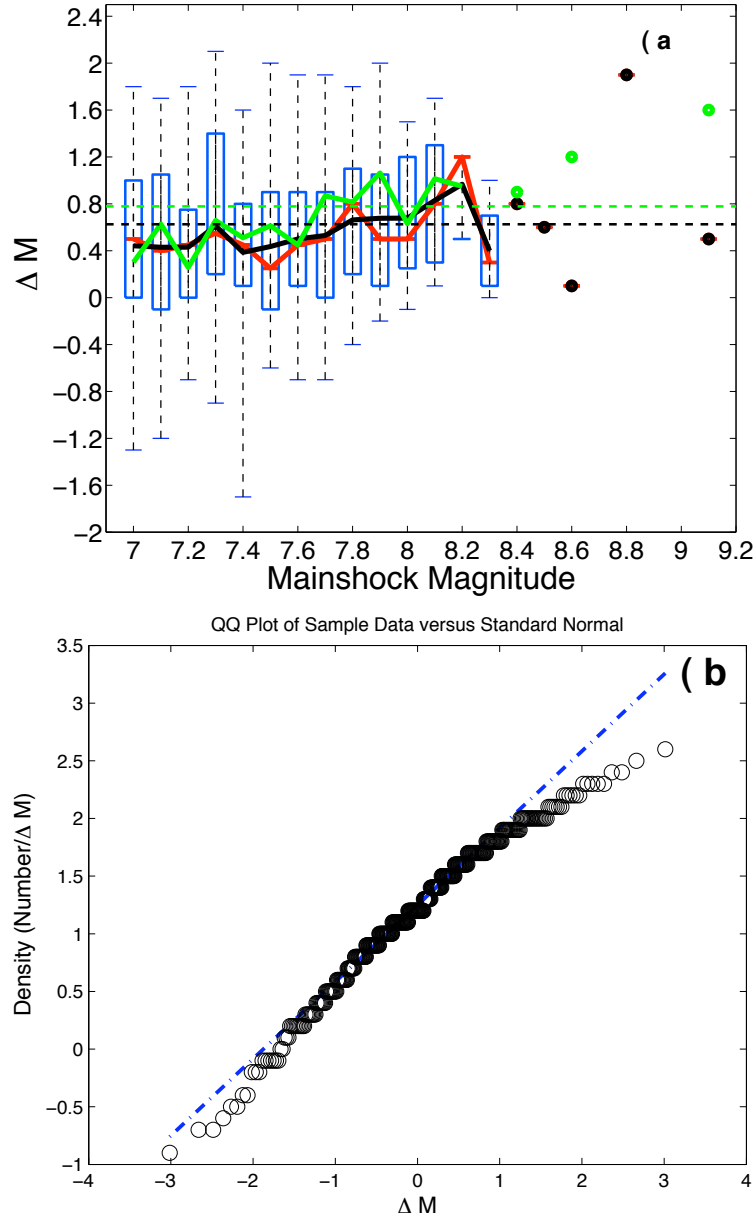 ( a
2.4
2
1.6
1.2
0.8
0.4
0
-0.4
-0.8
-1.2
-1.6
-2
Δ M
7 7.2 7.4 7.6 7.8 8 8.2 8.4 8.6 8.8 9 9.2
Mainshock Magnitude
QQ Plot of Sample Data versus Standard Normal
( b
3.5
3
2.5
2
1.5
1
0.5
0
−0.5
−1
Density (Number/Δ M)
−4 −3 −2 −1 0 1 2 3 4
Δ M